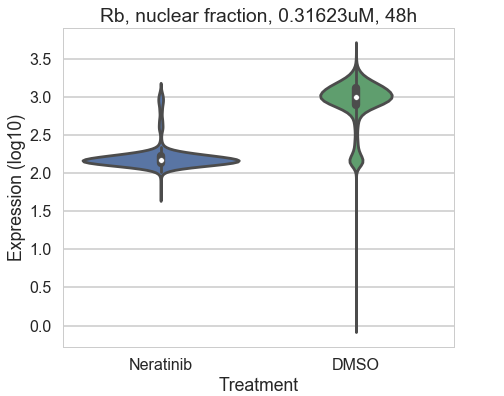 Rb, nuclear fraction, 0.31623uM, 48h
Expression (log10)
3.5
3.0
2.5
2.0
1.5
1.0
0.5
0.0
Neratinib DMSO
Treatment